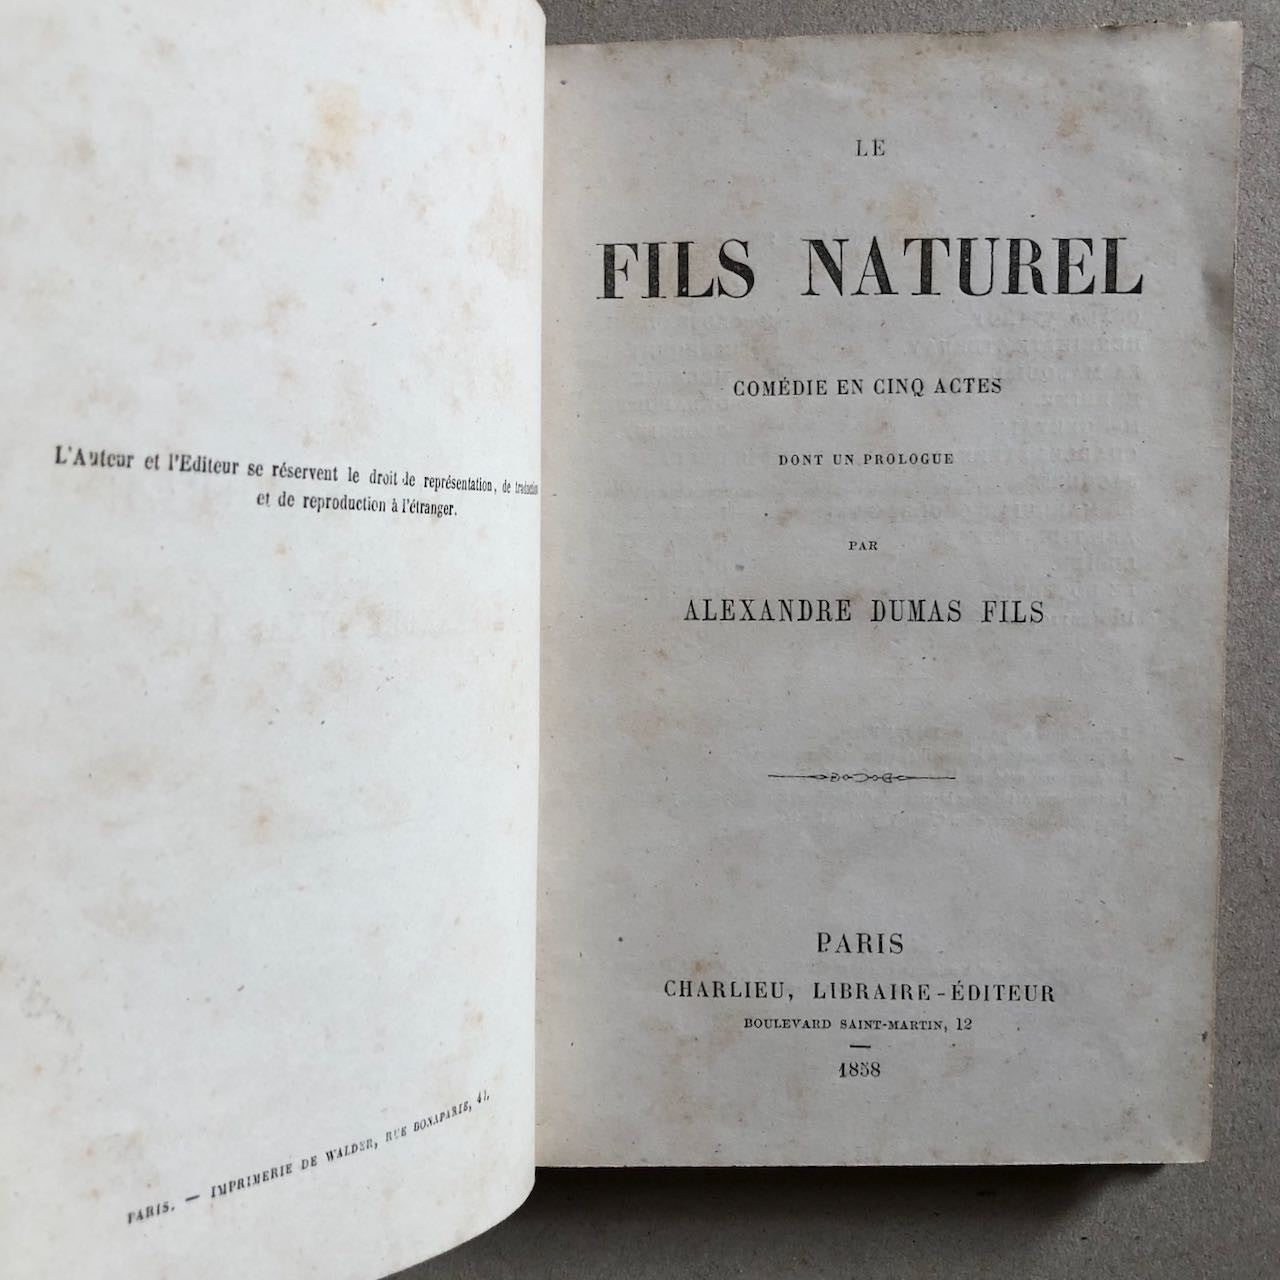 L'Auteur et l'Editeur se réservent le droit de représentation, de traduction
et de reproduction à l'étranger.
PARIS. — IMPRIMERIE DE WALDER, RUE BONAPARTE, 44.
LE
FILS NATUREL
COMÉDIE EN CINQ ACTES
DONT UN PROLOGUE
PAR
ALEXANDRE DUMAS FILS
PARIS
CHARLIEU, LIBRAIRE-ÉDITEUR
BOULEVARD SAINT-MARTIN, 12
1858